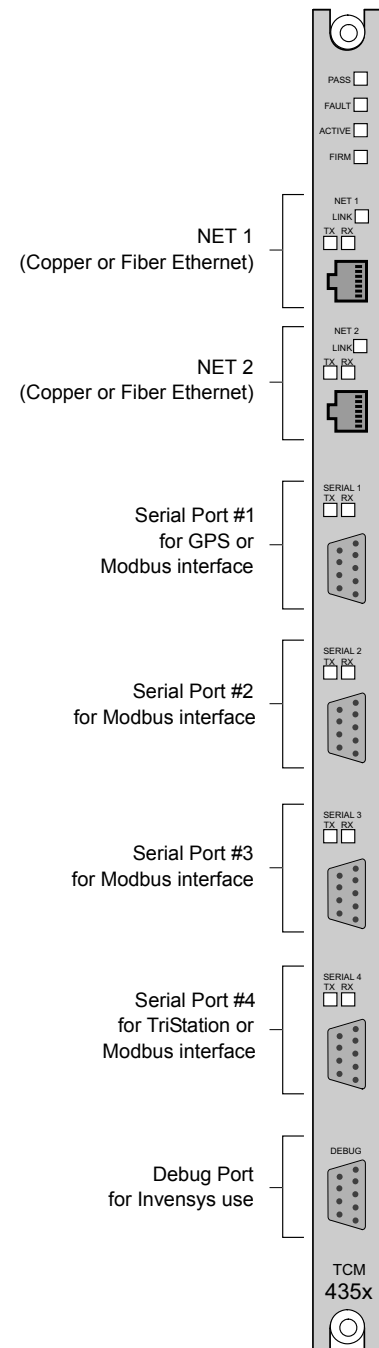 PASS
FAULT
ACTIVE
FIRM
NET 1
LINK
TX RX
NET 1
(Copper or Fiber Ethernet)
NET 2
LINK
TX RX
NET 2
(Copper or Fiber Ethernet)
SERIAL 1
TX RX
Serial Port #1
for GPS or
Modbus interface
SERIAL 2
TX RX
Serial Port #2
for Modbus interface
SERIAL 3
TX RX
Serial Port #3
for Modbus interface
SERIAL 4
TX RX
Serial Port #4
for TriStation or
Modbus interface
DEBUG
Debug Port
for Invensys use
TCM
435x